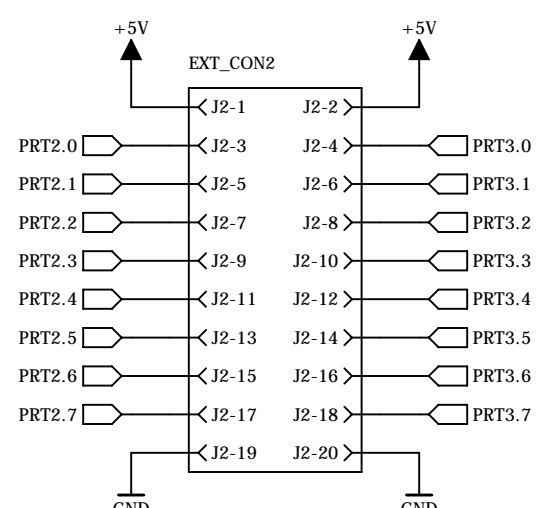 +5V +5V
EXT_CON2
J2-1 J2-2
PRT2.0 J2-3 J2-4 PRT3.0
PRT2.1 J2-5 J2-6 PRT3.1
PRT2.2 J2-7 J2-8 PRT3.2
PRT2.3 J2-9 J2-10 PRT3.3
PRT2.4 J2-11 J2-12 PRT3.4
PRT2.5 J2-13 J2-14 PRT3.5
PRT2.6 J2-15 J2-16 PRT3.6
PRT2.7 J2-17 J2-18 PRT3.7
J2-19 J2-20
GND GND